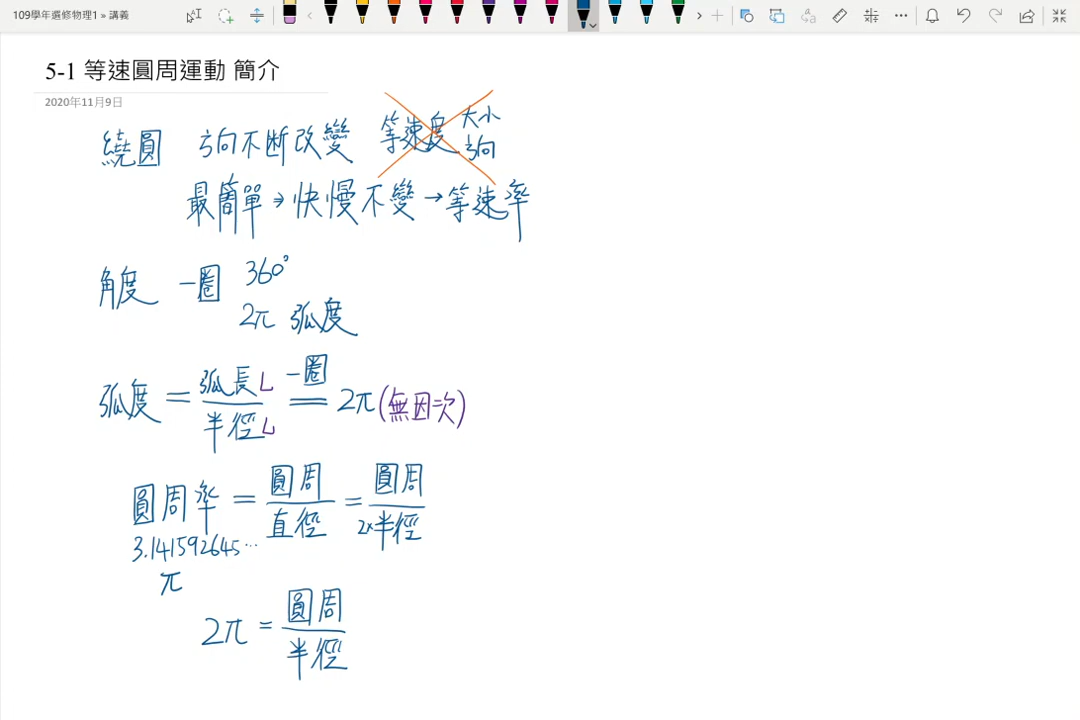 109學年選修物理1 » 講義
5-1 等速圓周運動 簡介
2020年11月9日
繞圓 方向不斷改變 等速度 大小 方向
最簡單→快慢不變→等速率
角度 一圈 360°
2π 弧度
弧度 = 弧長L / 半徑L 一圈 = 2π (無因次)
圓周率 = 圓周 / 直徑 = 圓周 / 2x半徑
3.141592645...
π
2π = 圓周 / 半徑